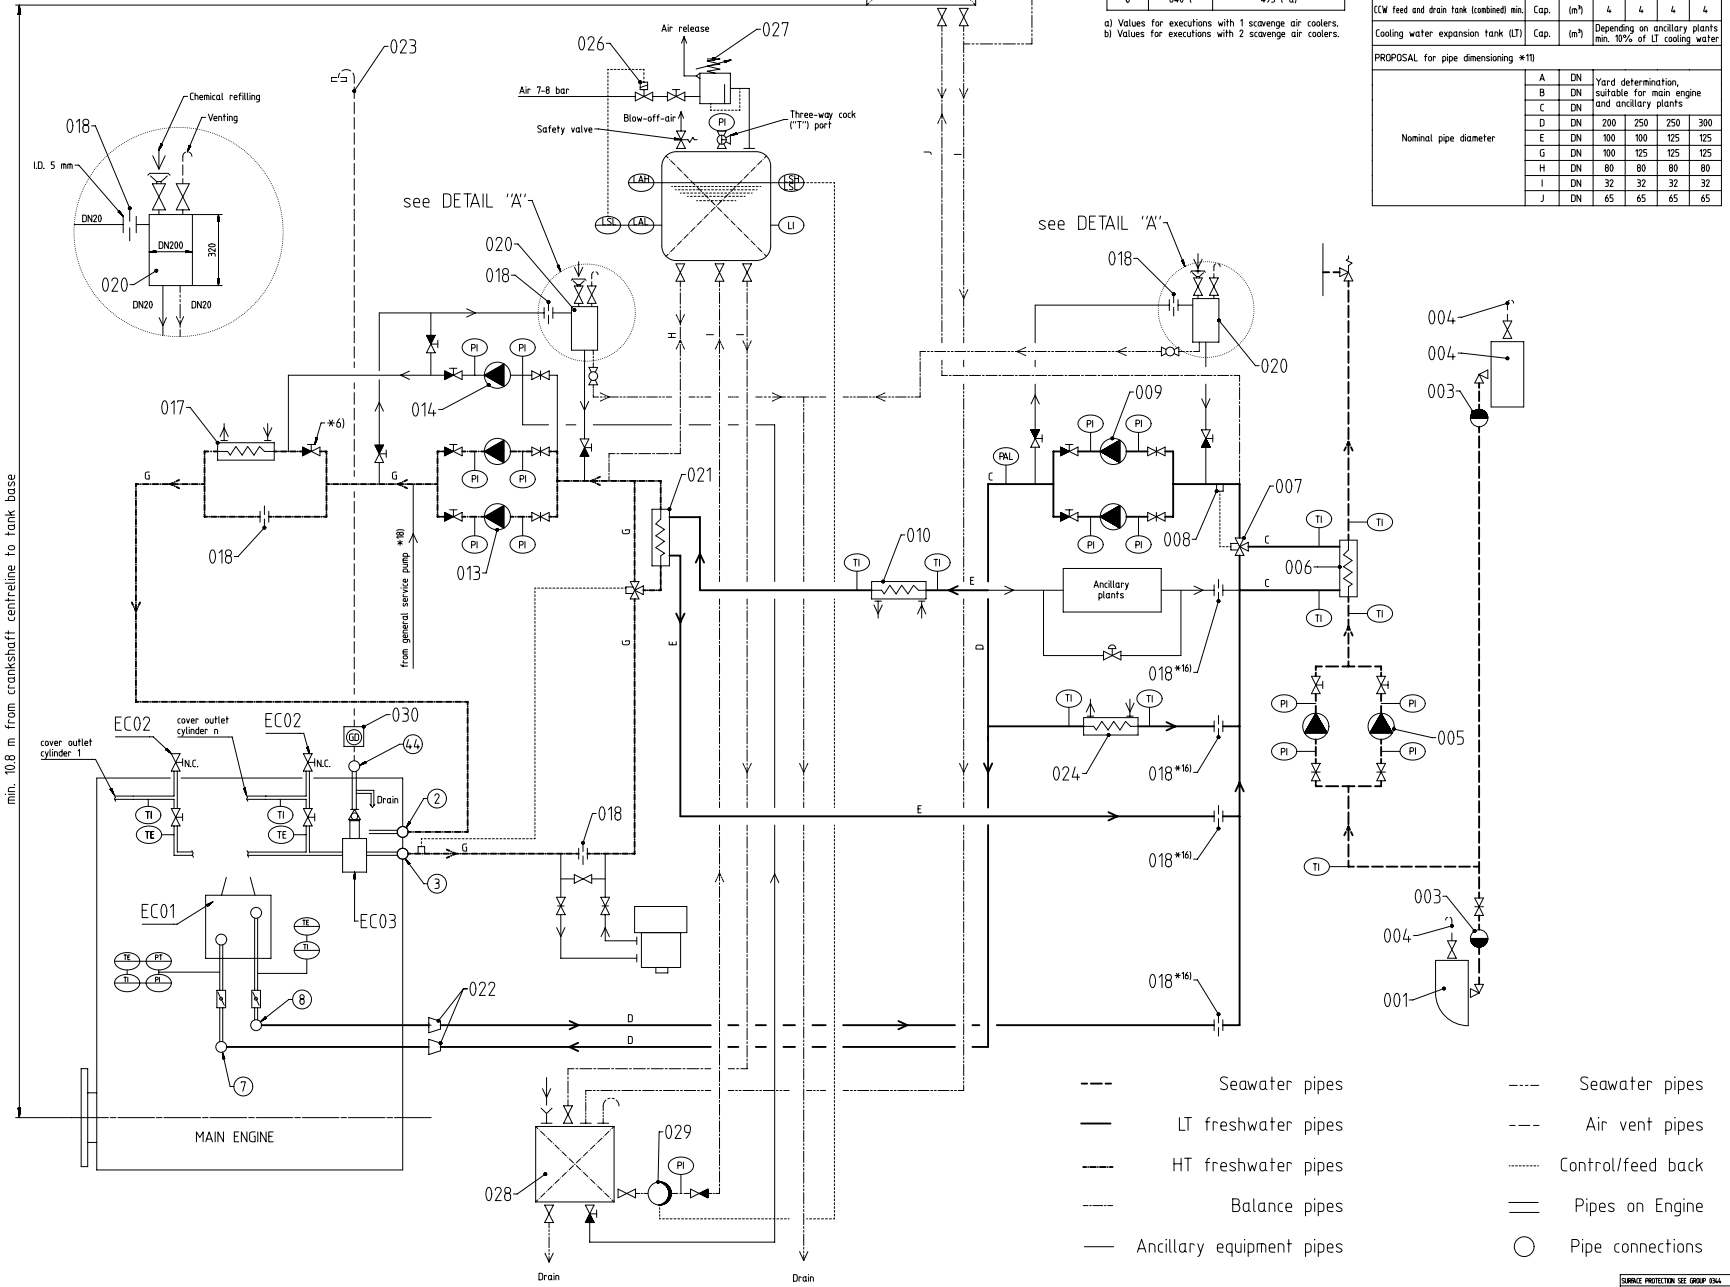 a) Values for executions with 1 scavenge air coolers.
b) Values for executions with 2 scavenge air coolers.
CCW feed and drain tank (combined) min. Cap. (m³) 4 4 4 4
Cooling water expansion tank (LT) Cap. (m³) Depending on ancillary plants
min. 10% of LT cooling water
PROPOSAL for pipe dimensioning *11)
Nominal pipe diameter
A DN Yard determination,
B DN suitable for main engine
C DN and ancillary plants
D DN 200 250 250 300
E DN 100 100 125 125
G DN 100 125 125 125
H DN 80 80 80 80
I DN 32 32 32 32
J DN 65 65 65 65
min. 10.8 m from crankshaft centreline to tank base
023
Chemical refilling
Venting
018
I.D. 5 mm
DN20
DN200
320
020
DN20
DN20
Air release
026
027
Air 7-8 bar
Blow-off-air
Safety valve
PI
Three-way cock
("T") port
LAH
LSH
LSL
LSL
LAL
LI
J
I
see DETAIL "A"
020
018
H
I
I
see DETAIL "A"
018
020
004
004
003
PI
PI
014
017
*6)
G
G
PI
PI
PI
PI
013
018
from general service pump *18)
021
G
G
E
009
PI
PI
PAL
C
PI
PI
008
007
C
C
TI
TI
006
TI
TI
010
TI
TI
E
Ancillary
plants
D
018*16)
TI
TI
024
018*16)
PI
PI
PI
PI
005
E
018*16)
TI
EC02
cover outlet
cylinder n
EC02
cover outlet
cylinder 1
N.C.
N.C.
030
GD
44
Drain
TI
TE
TI
TE
2
G
3
018
EC01
EC03
TE
TI
TE
PT
TI
PI
8
022
D
D
7
018*16)
003
004
001
MAIN ENGINE
028
029
PI
Drain
Drain
Seawater pipes
LT freshwater pipes
HT freshwater pipes
Balance pipes
Ancillary equipment pipes
Seawater pipes
Air vent pipes
Control/feed back
Pipes on Engine
Pipe connections
SURFACE PROTECTION SEE GROUP 0344